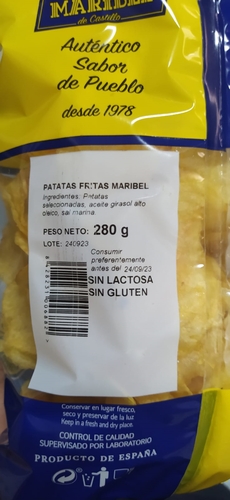 MARIBEL
de Castillo
Auténtico
Sabor
de Pueblo
desde 1978
PATATAS FRITAS MARIBEL
Ingredientes: Patatas
seleccionadas, aceite girasol alto
oleico, sal marina
PESO NETO: 280 g
LOTE: 240923
Consumir
preferentemente
antes del 24/09/23
SIN LACTOSA
SIN GLUTEN
Conservar en lugar fresco,
seco y preservar de la luz
Keep in a fresh and dry place.
CONTROL DE CALIDAD
SUPERVISADO POR LABORATORIO
PRODUCTO DE ESPAÑA